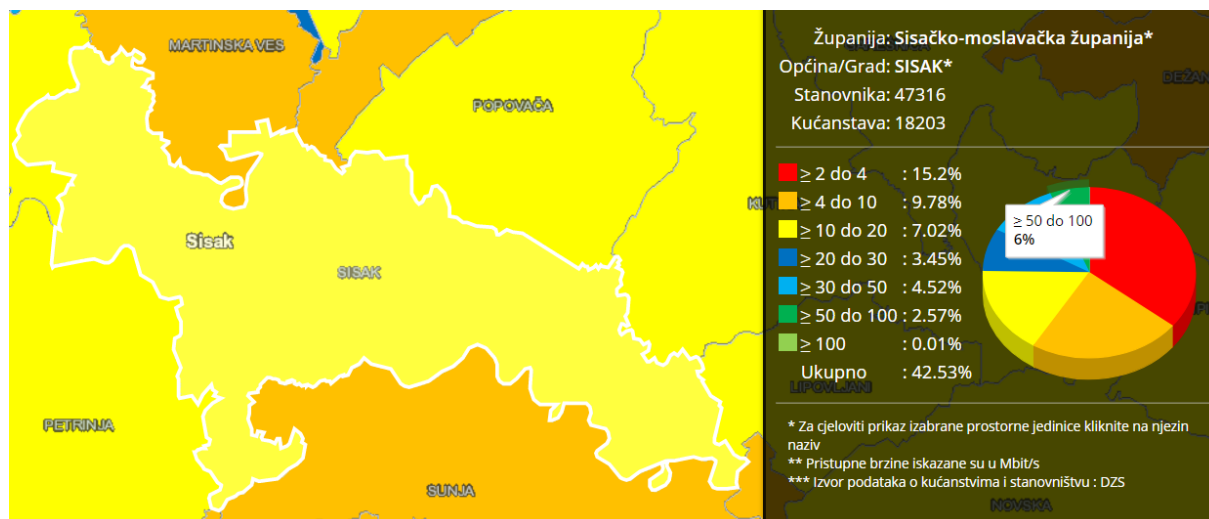 MARTINSKA VES
POPOVAČA
Sisak
SISAK
PETRINJA
SUNJA
Županija: Sisačko-moslavačka županija*
Općina/Grad: SISAK*
Stanovnika: 47316
Kućanstava: 18203
≥ 2 do 4 : 15.2%
≥ 4 do 10 : 9.78%
≥ 10 do 20 : 7.02%
≥ 20 do 30 : 3.45%
≥ 30 do 50 : 4.52%
≥ 50 do 100 : 2.57%
≥ 100 : 0.01%
Ukupno : 42.53%
≥ 50 do 100
6%
LIPOVLJANI
* Za cjeloviti prikaz izabrane prostorne jedinice kliknite na njezin
naziv
** Pristupne brzine iskazane su u Mbit/s
*** Izvor podataka o kućanstvima i stanovništvu : DZS
NOVSKA